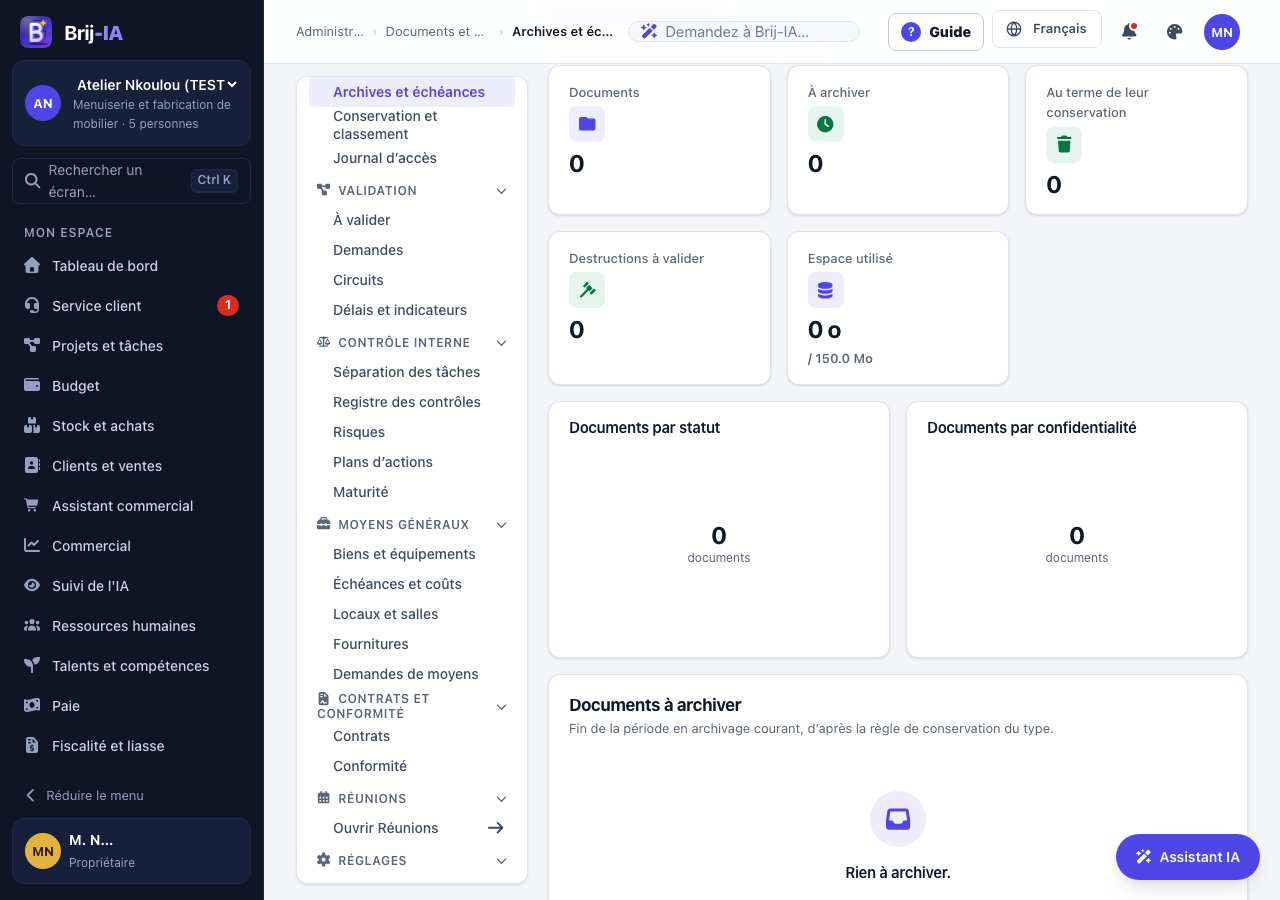 Brij-IA
Atelier Nkoulou (TEST
AN
Menuiserie et fabrication de
mobilier · 5 personnes
Rechercher un
écran...
Ctrl K
MON ESPACE
Tableau de bord
Service client
1
Projets et tâches
Budget
Stock et achats
Clients et ventes
Assistant commercial
Commercial
Suivi de l'IA
Ressources humaines
Talents et compétences
Paie
Fiscalité et liasse
Réduire le menu
MN
M. N...
Propriétaire
Administr... › Documents et ... › Archives et éc...
Demandez à Brij-IA...
? Guide
Français
MN
Archives et échéances
Conservation et
classement
Journal d’accès
VALIDATION
À valider
Demandes
Circuits
Délais et indicateurs
CONTRÔLE INTERNE
Séparation des tâches
Registre des contrôles
Risques
Plans d’actions
Maturité
MOYENS GÉNÉRAUX
Biens et équipements
Échéances et coûts
Locaux et salles
Fournitures
Demandes de moyens
CONTRATS ET
CONFORMITÉ
Contrats
Conformité
RÉUNIONS
Ouvrir Réunions
RÉGLAGES
Documents
0
À archiver
0
Au terme de leur
conservation
0
Destructions à valider
0
Espace utilisé
0 o
/ 150.0 Mo
Documents par statut
0
documents
Documents par confidentialité
0
documents
Documents à archiver
Fin de la période en archivage courant, d’après la règle de conservation du type.
Rien à archiver.
Assistant IA